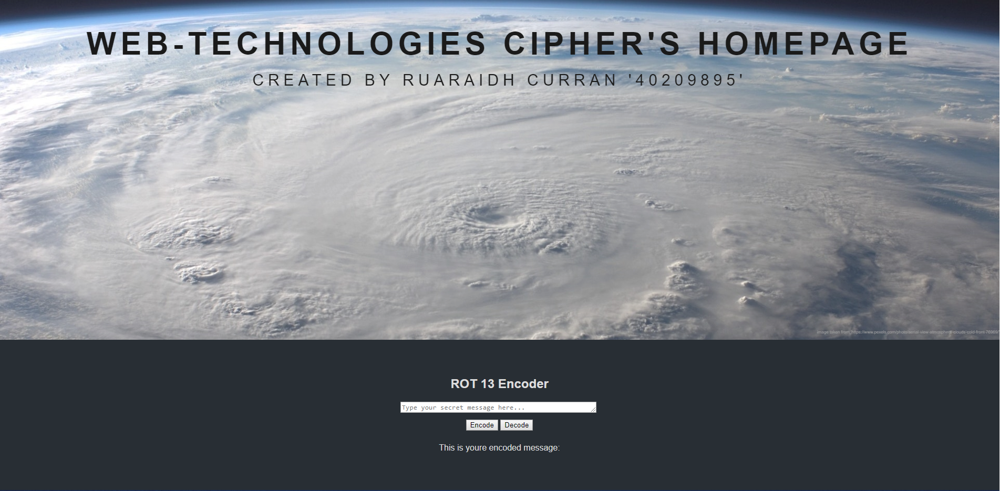 WEB-TECHNOLOGIES CIPHER'S HOMEPAGE
CREATED BY RUARAIDH CURRAN '40209895'
image taken from 'https://www.pexels.com/photo/aerial-view-atmosphere-clouds-cold-front-76969/'
ROT 13 Encoder
Type your secret message here...
Encode Decode
This is youre encoded message: